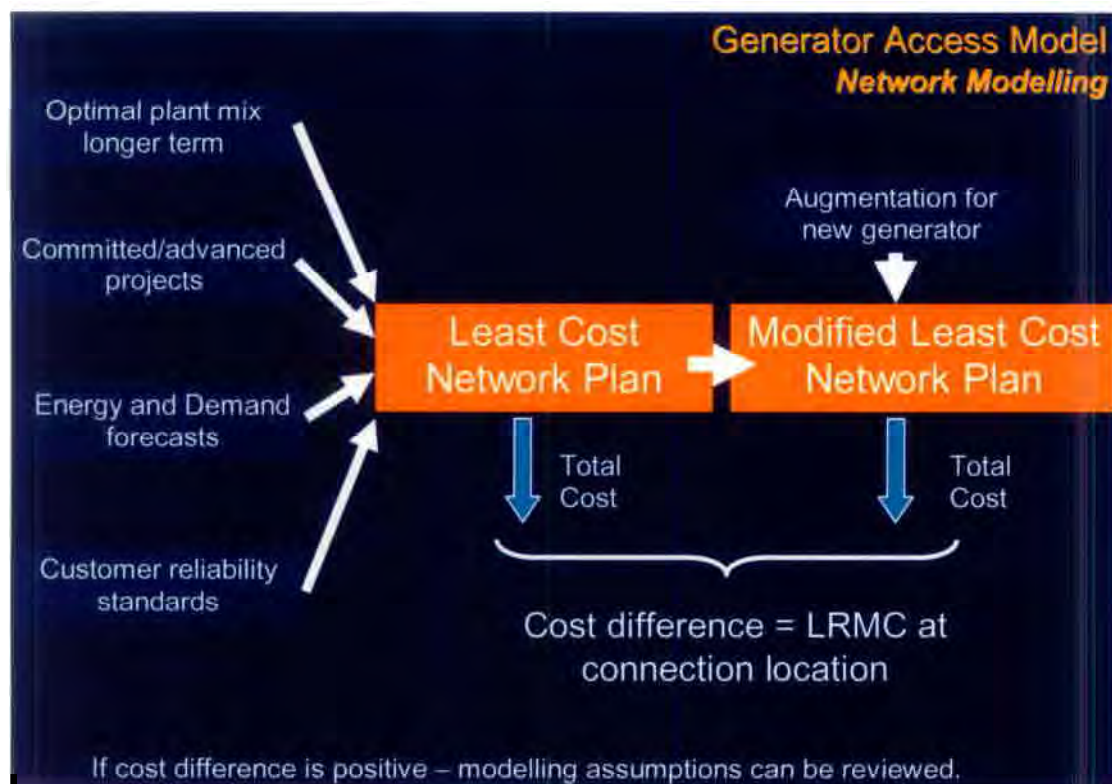 Generator Access Model
Network Modelling
Optimal plant mix
longer term
Augmentation for
new generator
Committed/advanced
projects
Least Cost
Network Plan
Modified Least Cost
Network Plan
Energy and Demand
forecasts
Total
Cost
Total
Cost
Customer reliability
standards
Cost difference = LRMC at
connection location
If cost difference is positive – modelling assumptions can be reviewed.